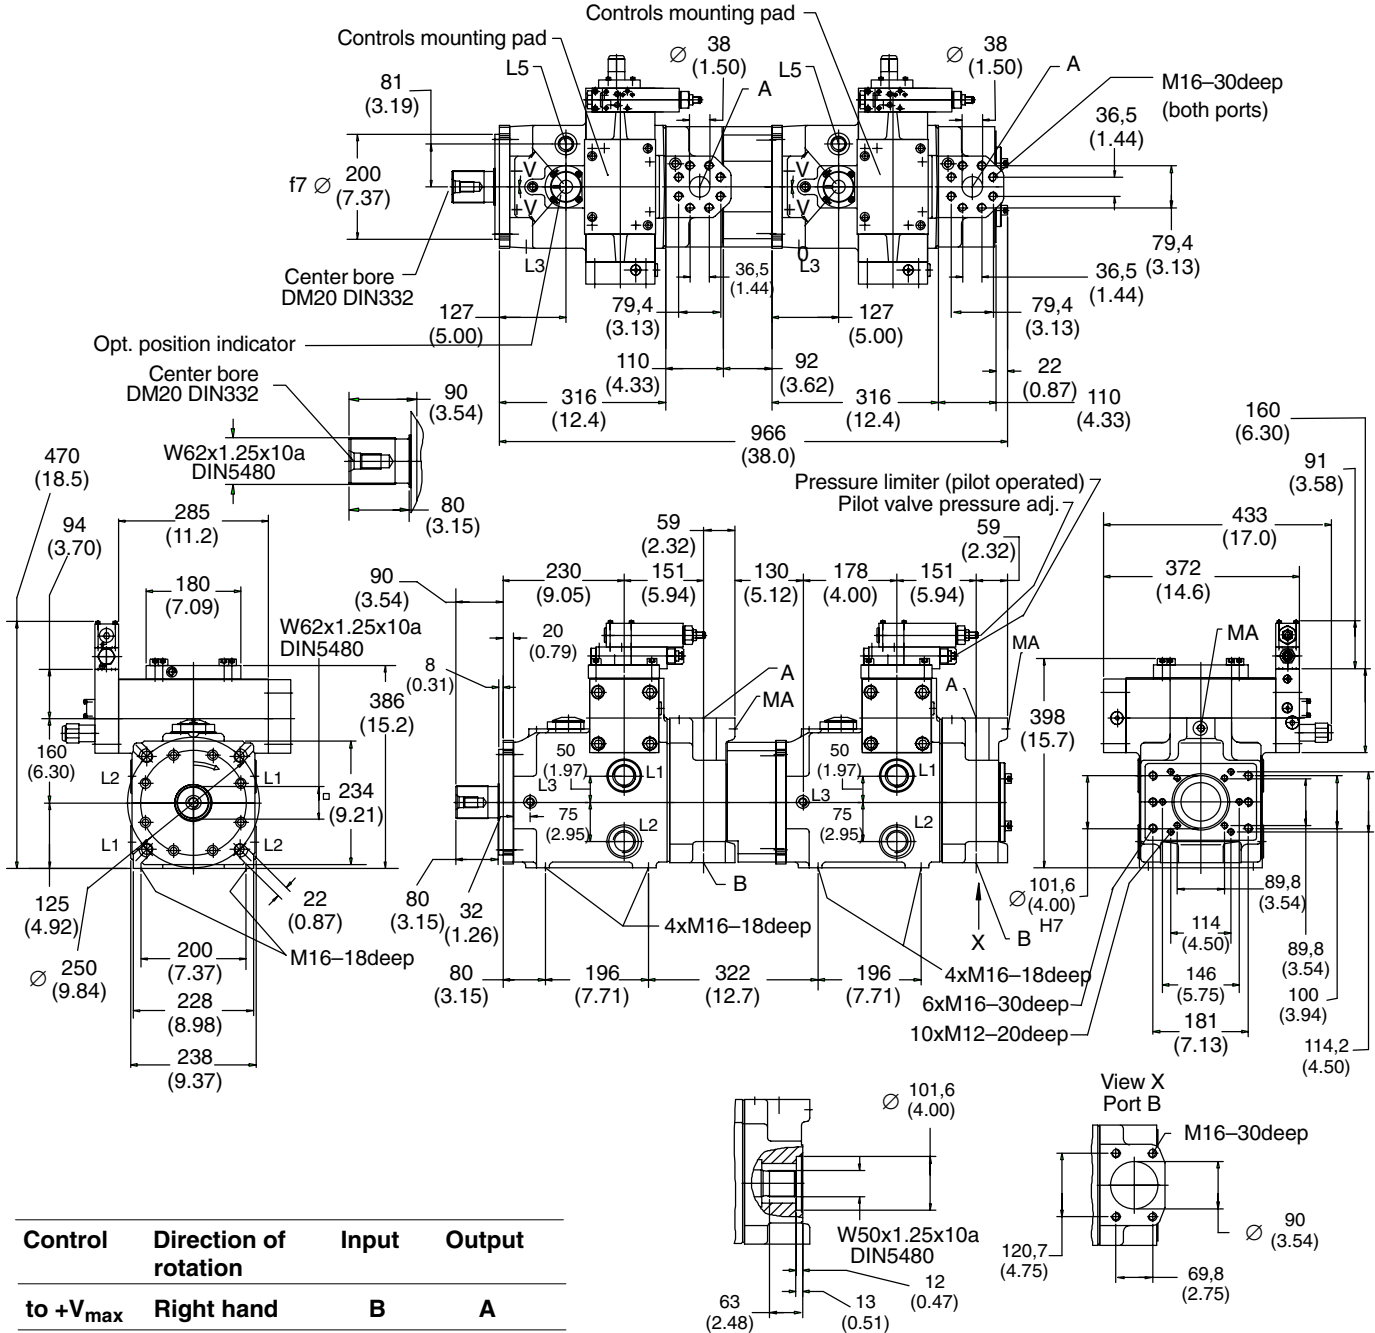 Controls mounting pad
Controls mounting pad
L5
81
(3.19)
Ø 38
(1.50)
A
L5
Ø 38
(1.50)
A
M16–30deep
(both ports)
36,5
(1.44)
f7 Ø 200
(7.37)
V
V
V
V
L3
0
L3
Center bore
DM20 DIN332
36,5
(1.44)
79,4
(3.13)
36,5
(1.44)
127
(5.00)
79,4
(3.13)
127
(5.00)
79,4
(3.13)
Opt. position indicator
Center bore
DM20 DIN332
110
(4.33)
92
(3.62)
22
(0.87)
90
(3.54)
316
(12.4)
316
(12.4)
110
(4.33)
966
(38.0)
160
(6.30)
W62x1.25x10a
DIN5480
470
(18.5)
91
(3.58)
Pressure limiter (pilot operated)
Pilot valve pressure adj.
80
(3.15)
285
(11.2)
94
(3.70)
59
(2.32)
59
(2.32)
433
(17.0)
180
(7.09)
90
(3.54)
230
(9.05)
151
(5.94)
130
(5.12)
178
(4.00)
151
(5.94)
372
(14.6)
W62x1.25x10a
DIN5480
20
(0.79)
MA
MA
8
(0.31)
A
MA
A
386
(15.2)
398
(15.7)
160
(6.30)
50
(1.97)
50
(1.97)
L2
L1
L3
L1
L3
L1
234
(9.21)
75
(2.95)
L2
75
(2.95)
L2
L1
L2
125
(4.92)
22
(0.87)
80
(3.15)
32
(1.26)
B
X
B
Ø 101,6
(4.00)
H7
89,8
(3.54)
4xM16–18deep
114
(4.50)
M16–18deep
200
(7.37)
Ø 250
(9.84)
80
(3.15)
196
(7.71)
322
(12.7)
196
(7.71)
4xM16–18deep
89,8
(3.54)
146
(5.75)
228
(8.98)
6xM16–30deep
100
(3.94)
10xM12–20deep
181
(7.13)
238
(9.37)
114,2
(4.50)
Ø 101,6
(4.00)
View X
Port B
M16–30deep
W50x1.25x10a
DIN5480
Ø 90
(3.54)
120,7
(4.75)
12
(0.47)
69,8
(2.75)
63
(2.48)
13
(0.51)
Control Direction of rotation Input Output
to +Vmax Right hand B A